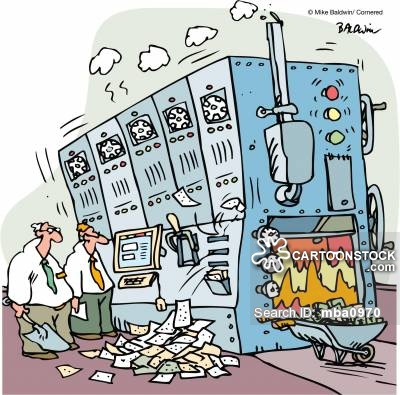 © Mike Baldwin/ Cornered
BALDWIN
CARTOONSTOCK
.com
Search ID: mba0970